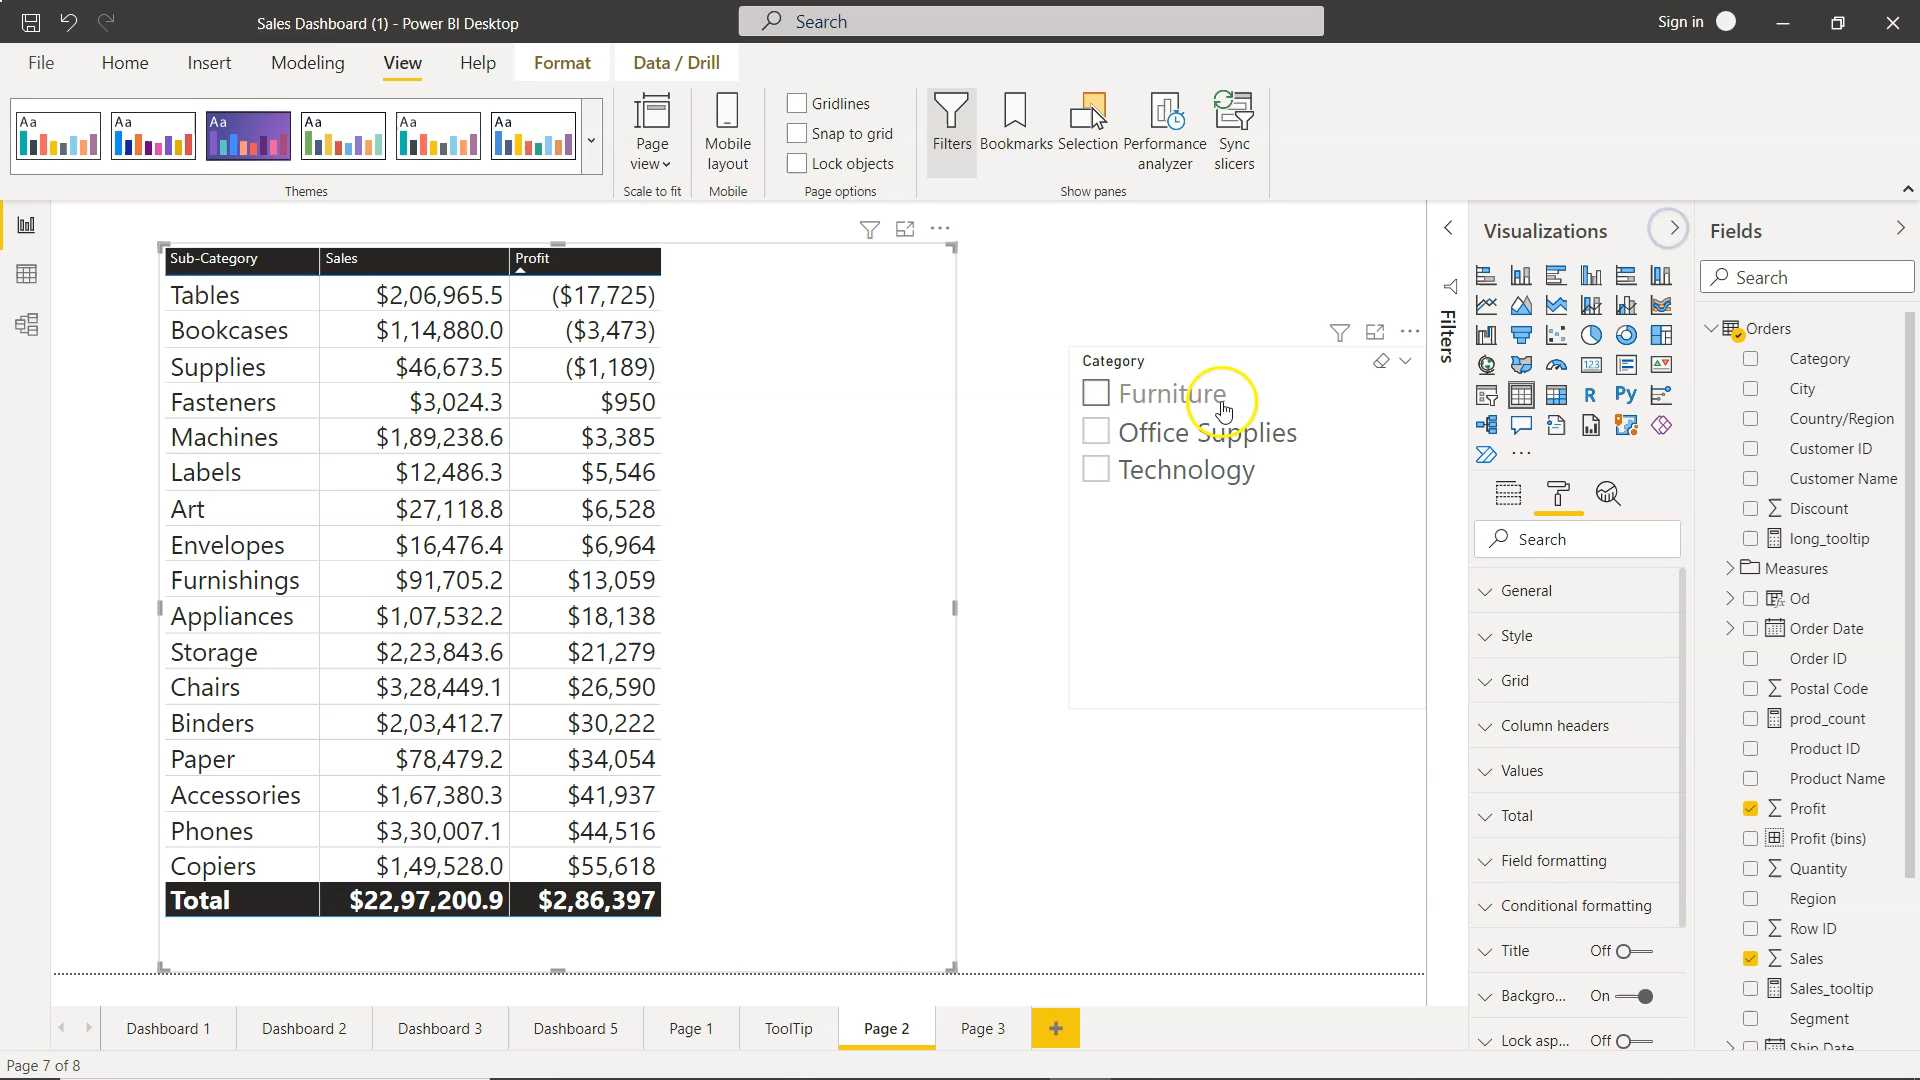 Sales Dashboard (1) - Power BI Desktop
Search
Sign in
File
Home
Insert
Modeling
View
Help
Format
Data / Drill
Aa
Aa
Aa
Aa
Aa
Aa
Themes
Page
view
Scale to fit
Mobile
layout
Mobile
Gridlines
Snap to grid
Lock objects
Page options
Filters
Bookmarks
Selection
Performance
analyzer
Sync
slicers
Show panes
Sub-Category Sales Profit
Tables $2,06,965.5 ($17,725)
Bookcases $1,14,880.0 ($3,473)
Supplies $46,673.5 ($1,189)
Fasteners $3,024.3 $950
Machines $1,89,238.6 $3,385
Labels $12,486.3 $5,546
Art $27,118.8 $6,528
Envelopes $16,476.4 $6,964
Furnishings $91,705.2 $13,059
Appliances $1,07,532.2 $18,138
Storage $2,23,843.6 $21,279
Chairs $3,28,449.1 $26,590
Binders $2,03,412.7 $30,222
Paper $78,479.2 $34,054
Accessories $1,67,380.3 $41,937
Phones $3,30,007.1 $44,516
Copiers $1,49,528.0 $55,618
Total $22,97,200.9 $2,86,397
Category
Furniture
Office Supplies
Technology
Filters
Visualizations
123
R
Py
Search
General
Style
Grid
Column headers
Values
Total
Field formatting
Conditional formatting
Title Off
Backgro... On
Lock asp... Off
Fields
Search
Orders
Category
City
Country/Region
Customer ID
Customer Name
Discount
long_tooltip
Measures
Od
Order Date
Order ID
Postal Code
prod_count
Product ID
Product Name
Profit
Profit (bins)
Quantity
Region
Row ID
Sales
Sales_tooltip
Segment
Ship Date
Dashboard 1
Dashboard 2
Dashboard 3
Dashboard 5
Page 1
ToolTip
Page 2
Page 3
Page 7 of 8